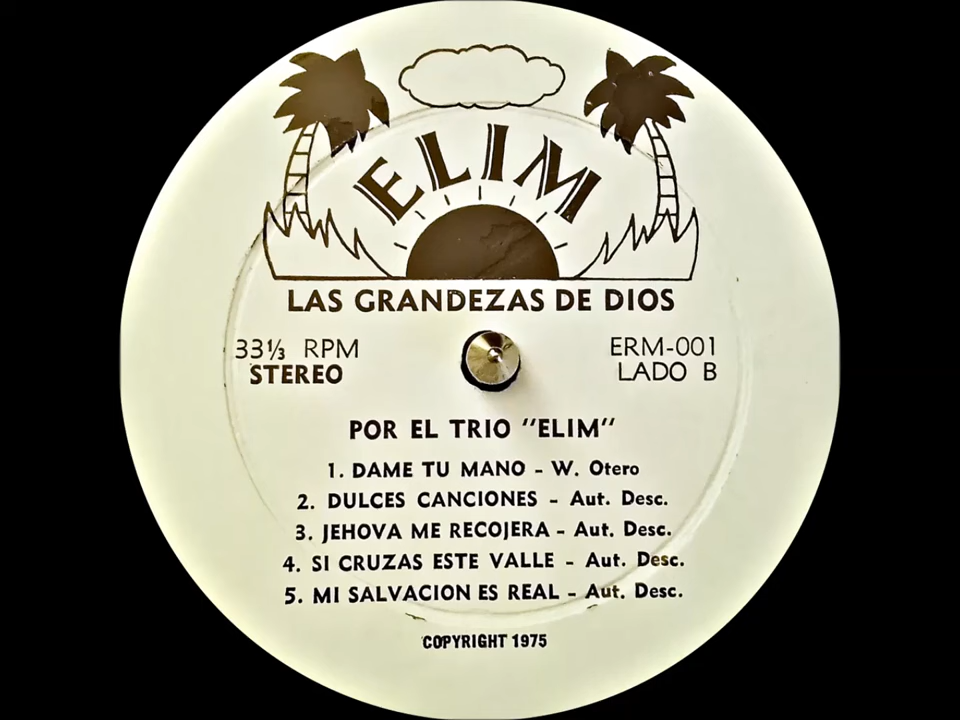 ELIM
LAS GRANDEZAS DE DIOS
33⅓ RPM
STEREO
ERM-001
LADO B
POR EL TRIO "ELIM"
1. DAME TU MANO - W. Otero
2. DULCES CANCIONES - Aut. Desc.
3. JEHOVA ME RECOJERA - Aut. Desc.
4. SI CRUZAS ESTE VALLE - Aut. Desc.
5. MI SALVACION ES REAL - Aut. Desc.
COPYRIGHT 1975